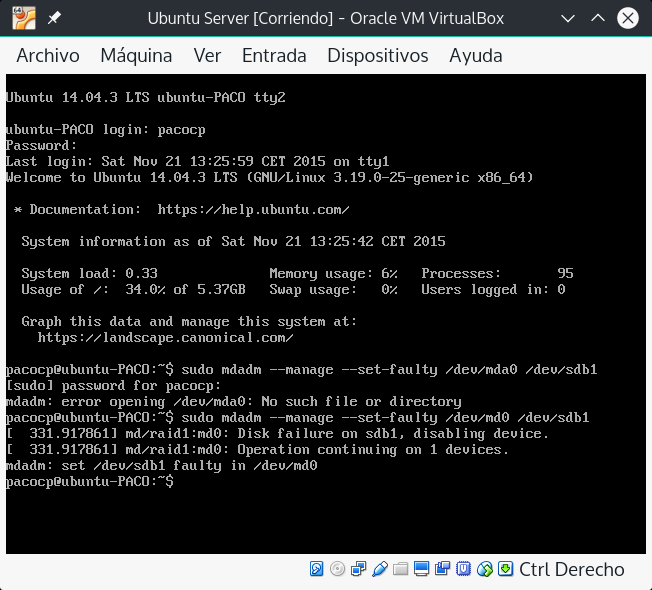 Ubuntu Server [Corriendo] - Oracle VM VirtualBox
Archivo Máquina Ver Entrada Dispositivos Ayuda
Ubuntu 14.04.3 LTS ubuntu-PACO tty2
ubuntu-PACO login: pacocp
Password:
Last login: Sat Nov 21 13:25:59 CET 2015 on tty1
Welcome to Ubuntu 14.04.3 LTS (GNU/Linux 3.19.0-25-generic x86_64)
* Documentation:  https://help.ubuntu.com/
System information as of Sat Nov 21 13:25:42 CET 2015
System load: 0.33              Memory usage: 6%   Processes:       95
Usage of /:  34.0% of 5.37GB   Swap usage:   0%   Users logged in: 0
Graph this data and manage this system at:
https://landscape.canonical.com/
pacocp@ubuntu-PACO:~$ sudo mdadm --manage --set-faulty /dev/mda0 /dev/sdb1
[sudo] password for pacocp:
mdadm: error opening /dev/mda0: No such file or directory
pacocp@ubuntu-PACO:~$ sudo mdadm --manage --set-faulty /dev/md0 /dev/sdb1
[  331.917861] md/raid1:md0: Disk failure on sdb1, disabling device.
[  331.917861] md/raid1:md0: Operation continuing on 1 devices.
mdadm: set /dev/sdb1 faulty in /dev/md0
pacocp@ubuntu-PACO:~$
Ctrl Derecho